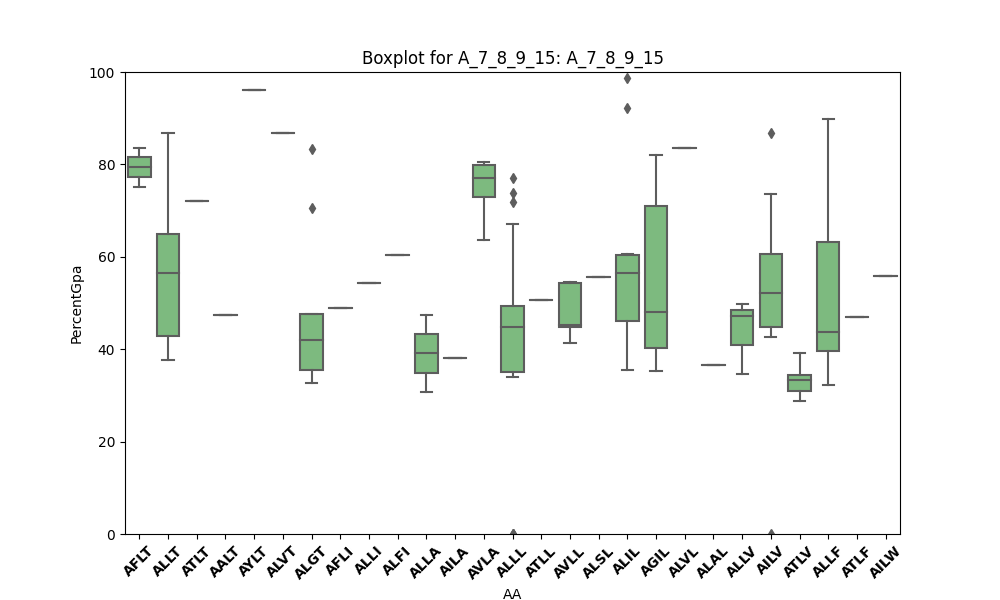 Boxplot for A_7_8_9_15: A_7_8_9_15
PercentGpa
100
80
60
40
20
0
AFLT ALLT ATLT AALT AYLT ALVT ALGT AFLI ALLI ALFI ALLA AILA AVLA ALLL ATLL AVLL ALSL ALIL AGIL ALVL ALAL ALLV AILV ATLV ALLF ATLF AILW
AA